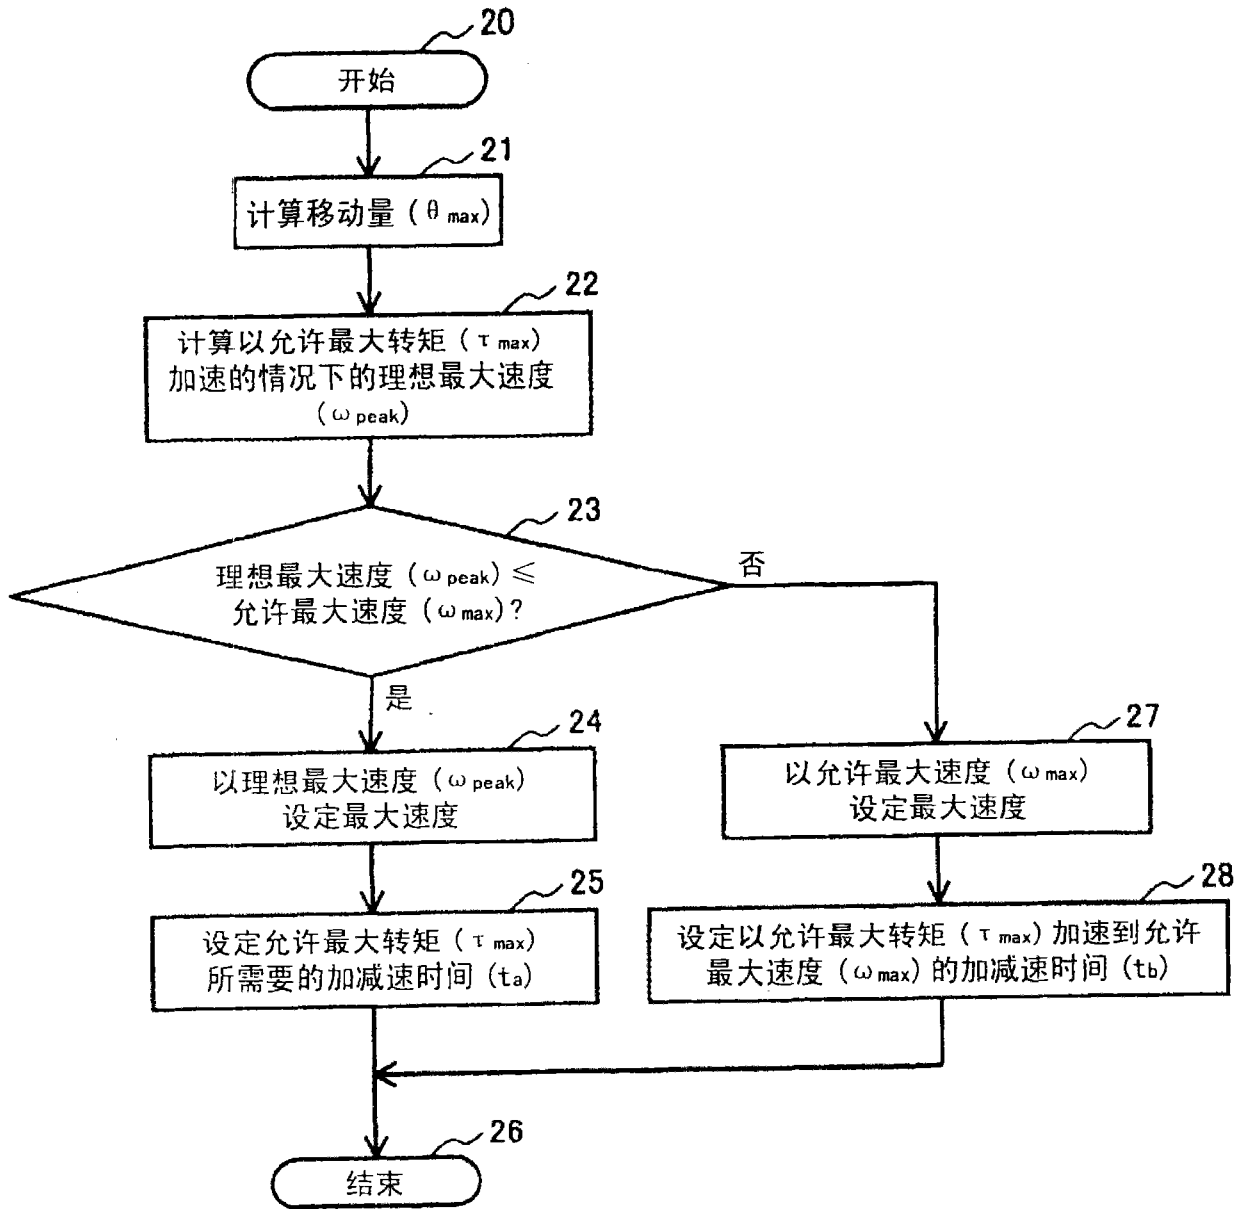 20
开始
21
计算移动量（θmax）
22
计算以允许最大转矩（τmax）
加速的情况下的理想最大速度
（ωpeak）
23
理想最大速度（ωpeak）≤
允许最大速度（ωmax）?
否
是
24
以理想最大速度（ωpeak）
设定最大速度
27
以允许最大速度（ωmax）
设定最大速度
25
设定允许最大转矩（τmax）
所需要的加减速时间（ta）
28
设定以允许最大转矩（τmax）加速到允许
最大速度（ωmax）的加减速时间（tb）
26
结束